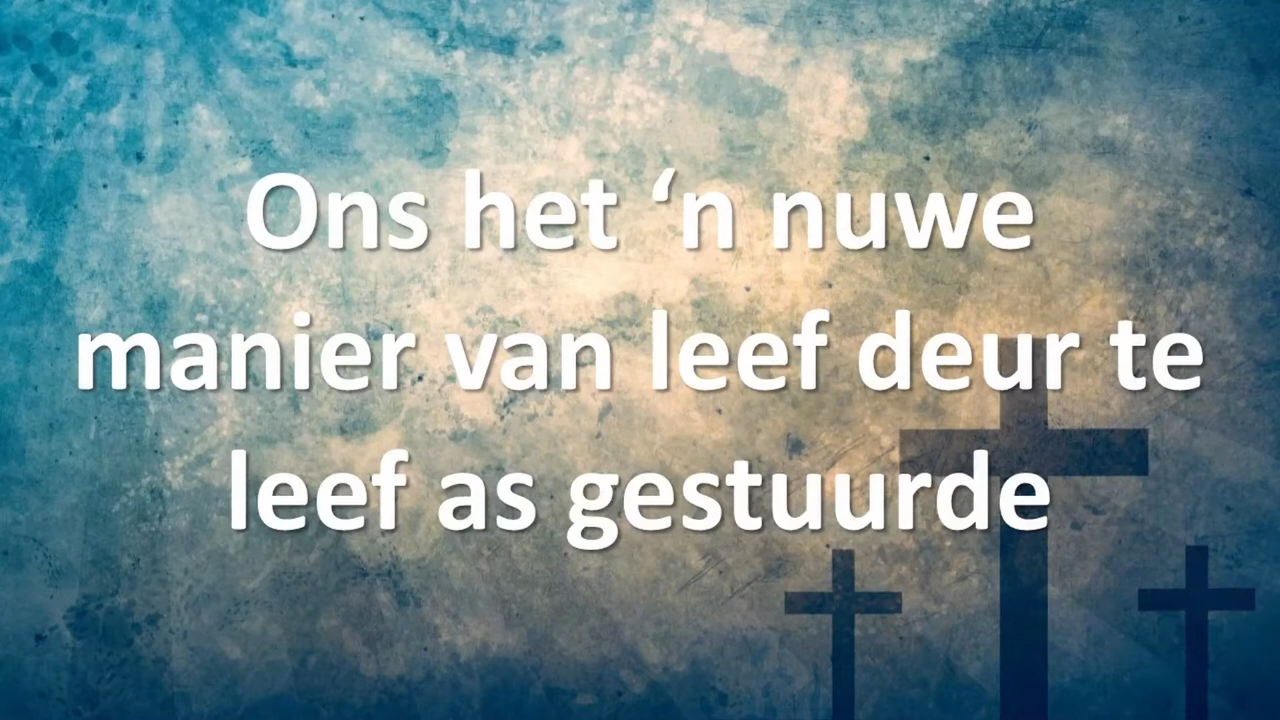 Ons het ‘n nuwe
manier van leef deur te
leef as gestuurde